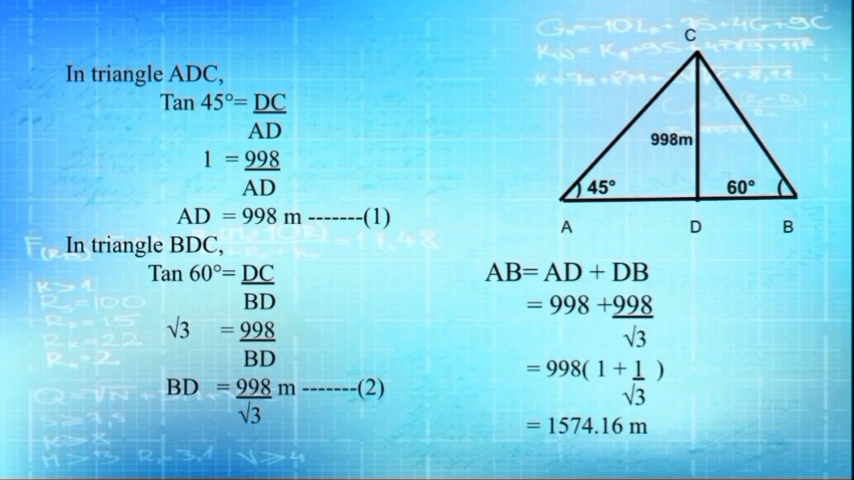 In triangle ADC,
Tan 45°= DC
AD
1 = 998
AD
AD = 998 m -------(1)
In triangle BDC,
Tan 60°= DC
BD
√3 = 998
BD
BD = 998 m -------(2)
√3
C
998m
45°
60°
A
D
B
AB= AD + DB
= 998 +998
√3
= 998( 1 + 1 )
√3
= 1574.16 m